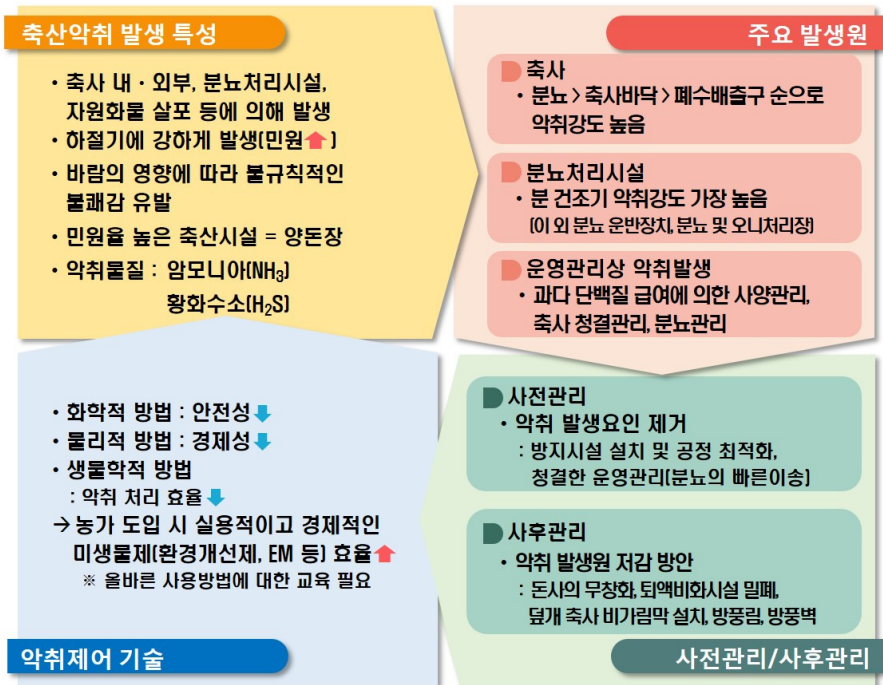 축산악취 발생 특성
• 축사 내 · 외부, 분뇨처리시설,
자원화물 살포 등에 의해 발생
• 하절기에 강하게 발생(민원⬆)
• 바람의 영향에 따라 불규칙적인
불쾌감 유발
• 민원율 높은 축산시설 = 양돈장
• 악취물질 : 암모니아(NH₃)
황화수소(H₂S)
주요 발생원
축사
• 분뇨 > 축사바닥 > 폐수배출구 순으로
악취강도 높음
분뇨처리시설
• 분 건조기 악취강도 가장 높음
(이 외 분뇨 운반장치, 분뇨 및 오니처리장)
운영관리상 악취발생
• 과다 단백질 급여에 의한 사양관리,
축사 청결관리, 분뇨관리
• 화학적 방법 : 안전성⬇
• 물리적 방법 : 경제성⬇
• 생물학적 방법
: 악취 처리 효율⬇
→ 농가 도입 시 실용적이고 경제적인
미생물제(환경개선제, EM 등) 효율⬆
※ 올바른 사용방법에 대한 교육 필요
악취제어 기술
사전관리
• 악취 발생요인 제거
: 방지시설 설치 및 공정 최적화,
청결한 운영관리(분뇨의 빠른이송)
사후관리
• 악취 발생원 저감 방안
: 돈사의 무창화, 퇴액비화시설 밀폐,
덮개 축사 비가림막 설치, 방풍림, 방풍벽
사전관리/사후관리